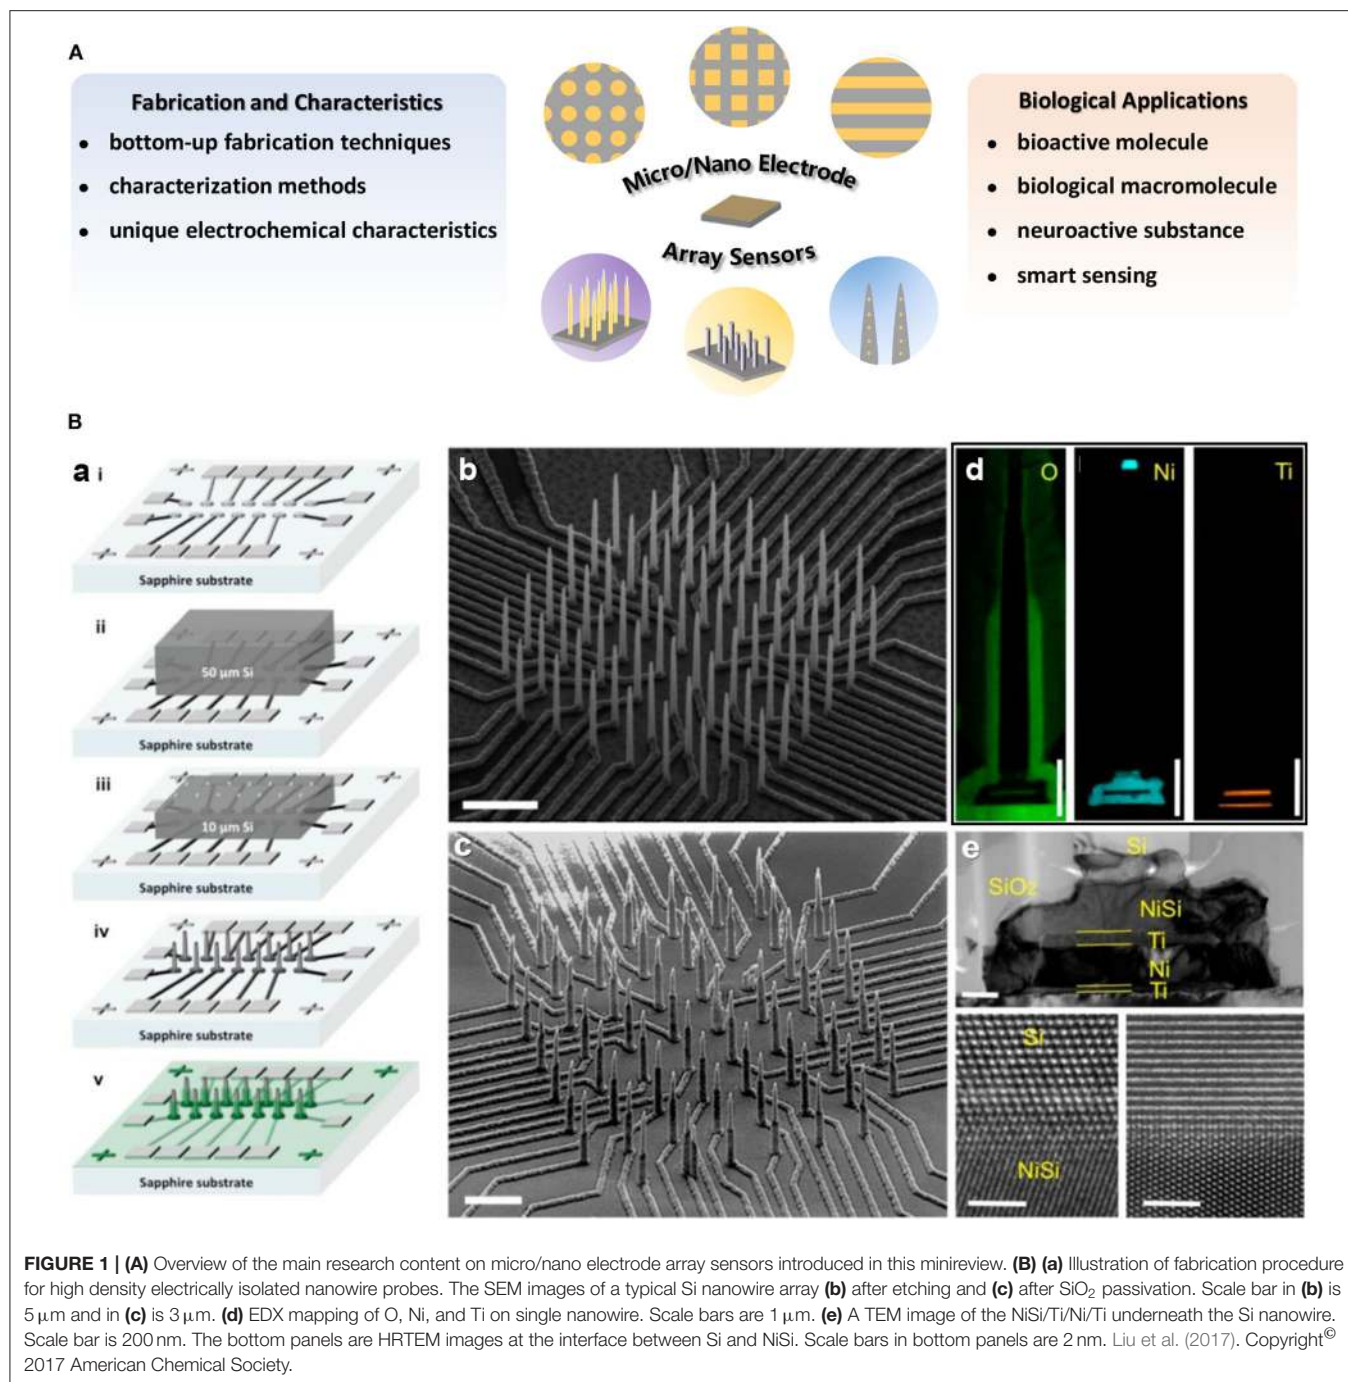 A
Fabrication and Characteristics
• bottom-up fabrication techniques
• characterization methods
• unique electrochemical characteristics
Micro/Nano Electrode
Array Sensors
Biological Applications
• bioactive molecule
• biological macromolecule
• neuroactive substance
• smart sensing
B
a
i
Sapphire substrate
ii
50 μm Si
Sapphire substrate
iii
10 μm Si
Sapphire substrate
iv
Sapphire substrate
v
Sapphire substrate
b
c
d
O
Ni
Ti
e
Si
SiO₂
NiSi
Ti
Ni
Ti
Si
NiSi
FIGURE 1 | (A) Overview of the main research content on micro/nano electrode array sensors introduced in this minireview. (B) (a) Illustration of fabrication procedure
for high density electrically isolated nanowire probes. The SEM images of a typical Si nanowire array (b) after etching and (c) after SiO₂ passivation. Scale bar in (b) is
5 μm and in (c) is 3 μm. (d) EDX mapping of O, Ni, and Ti on single nanowire. Scale bars are 1 μm. (e) A TEM image of the NiSi/Ti/Ni/Ti underneath the Si nanowire.
Scale bar is 200 nm. The bottom panels are HRTEM images at the interface between Si and NiSi. Scale bars in bottom panels are 2 nm. Liu et al. (2017). Copyright©
2017 American Chemical Society.